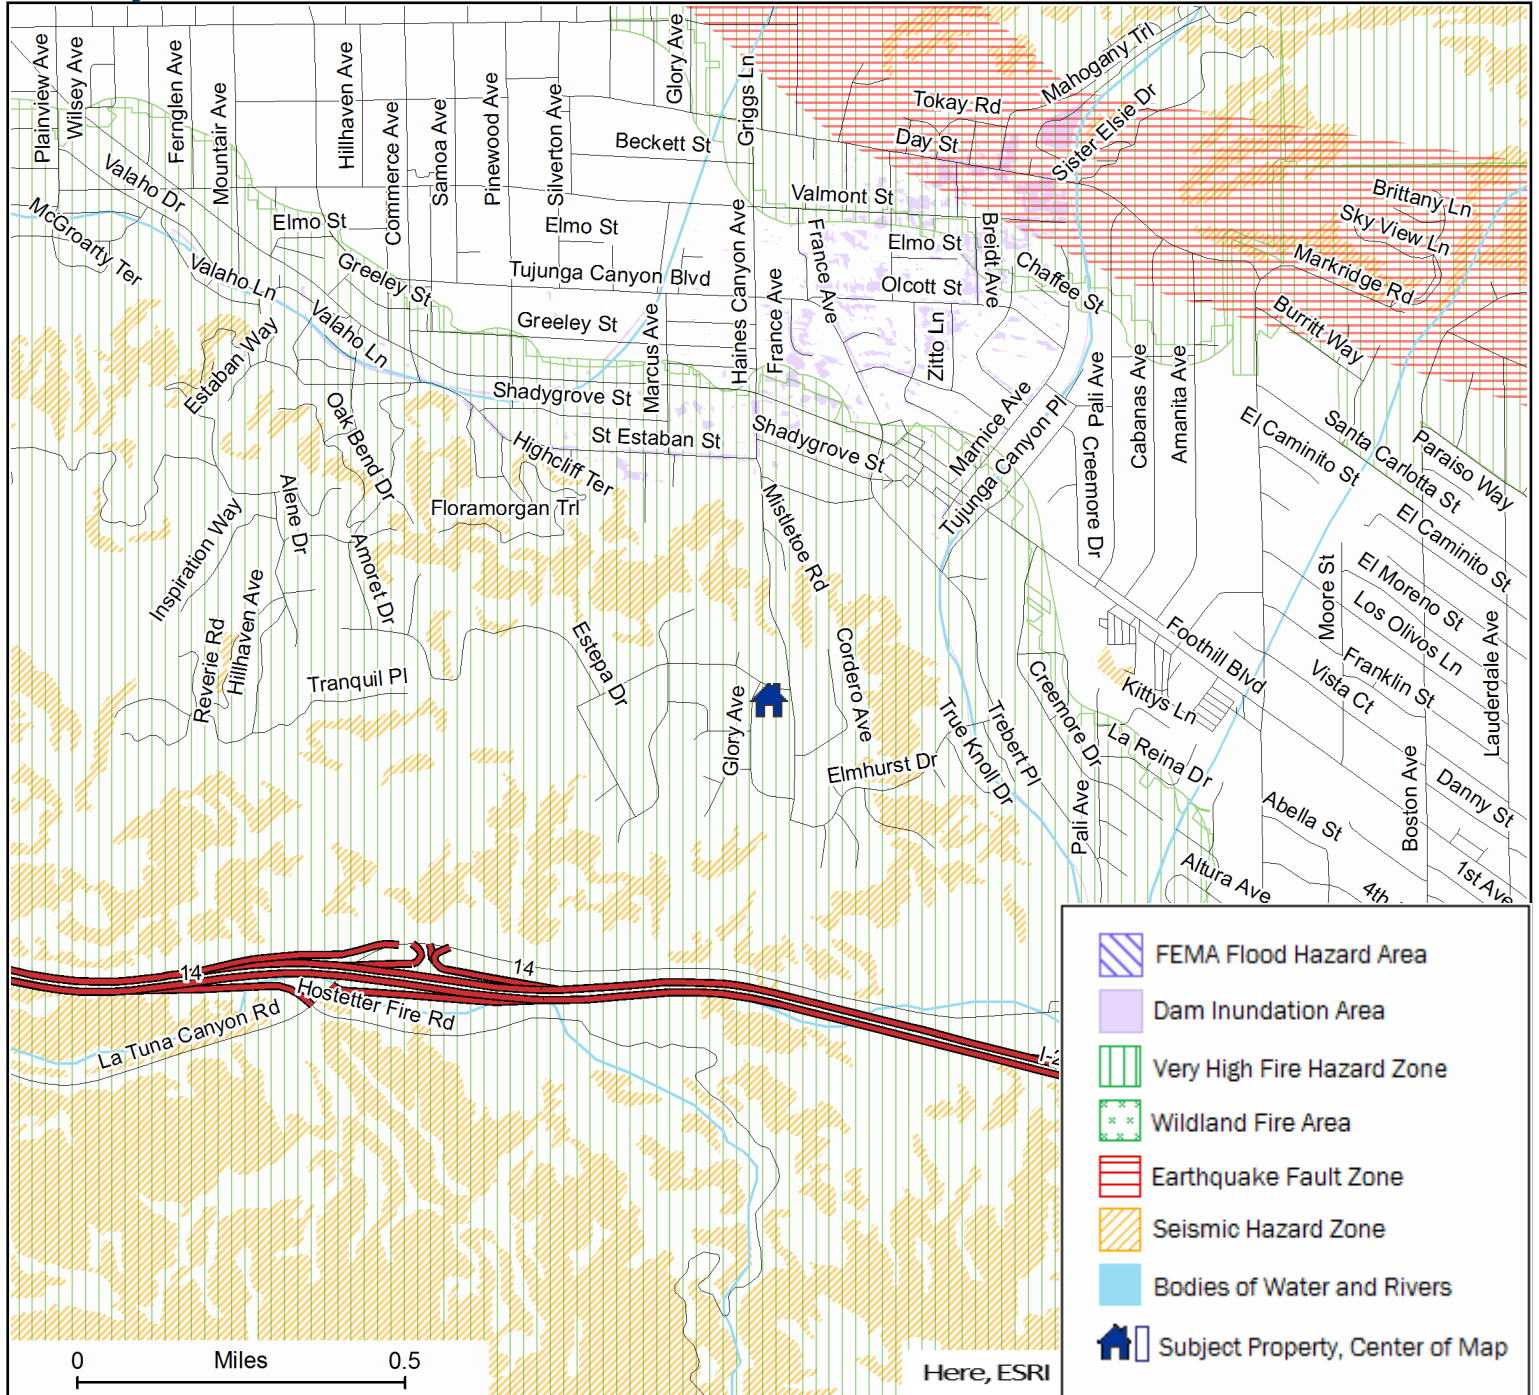 Plainview Ave
Wilsey Ave
Fernglen Ave
Mountair Ave
Hillhaven Ave
Commerce Ave
Samoa Ave
Pinewood Ave
Silverton Ave
Glory Ave
Griggs Ln
Beckett St
Tokay Rd
Mahogany Trl
Day St
Sister Elsie Dr
Valmont St
Brittany Ln
Sky View Ln
Markridge Rd
Burritt Way
Valaho Dr
McGroarty Ter
Elmo St
Elmo St
Elmo St
Valaho Ln
Greeley St
Tujunga Canyon Blvd
Haines Canyon Ave
France Ave
France Ave
Olcott St
Breidt Ave
Chaffee St
Valaho Ln
Greeley St
Marcus Ave
Zitto Ln
Estaban Way
Oak Bend Dr
Shadygrove St
St Estaban St
Shadygrove St
Marnice Ave
Tujunga Canyon Pl
Pali Ave
Creemore Dr
Cabanas Ave
Amanita Ave
El Caminito St
Santa Carlotta St
Paraiso Way
El Caminito St
Highcliff Ter
Floramorgan Trl
Mistletoe Rd
Alene Dr
Inspiration Way
Amoret Dr
Hillhaven Ave
Reverie Rd
Tranquil Pl
Estepa Dr
Glory Ave
Cordero Ave
Elmhurst Dr
True Knoll Dr
Trebert Pl
Creemore Dr
Pali Ave
Foothill Blvd
Kittys Ln
La Reina Dr
Moore St
El Moreno St
Los Olivos Ln
Franklin St
Vista Ct
Lauderdale Ave
Boston Ave
Danny St
Abella St
Altura Ave
4th
1st Ave
14
14
Hostetter Fire Rd
La Tuna Canyon Rd
I-2
FEMA Flood Hazard Area
Dam Inundation Area
Very High Fire Hazard Zone
Wildland Fire Area
Earthquake Fault Zone
Seismic Hazard Zone
Bodies of Water and Rivers
Subject Property, Center of Map
0 Miles 0.5
Here, ESRI